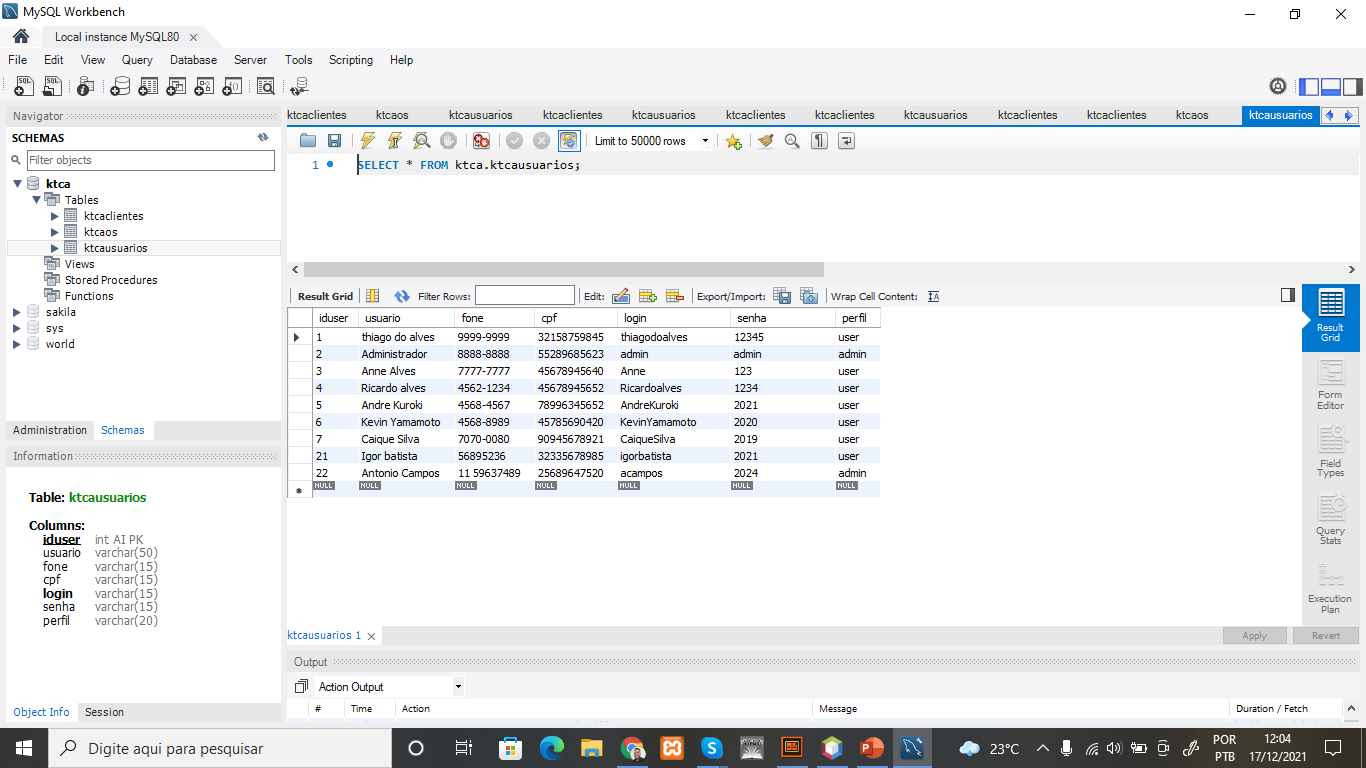 MySQL Workbench
Local instance MySQL80
File Edit View Query Database Server Tools Scripting Help
Navigator
SCHEMAS
Filter objects
ktca
Tables
ktcaclientes
ktcaos
ktcausuarios
Views
Stored Procedures
Functions
sakila
sys
world
Administration Schemas
Information
Table: ktcausuarios
Columns:
iduser int AI PK
usuario varchar(50)
fone varchar(15)
cpf varchar(15)
login varchar(15)
senha varchar(15)
perfil varchar(20)
Object Info Session
ktcaclientes ktcaos ktcausuarios ktcaclientes ktcausuarios ktcaclientes ktcaclientes ktcausuarios ktcaclientes ktcaclientes ktcaos ktcausuarios
Limit to 50000 rows
1 SELECT * FROM ktca.ktcausuarios;
Result Grid Filter Rows: Edit: Export/Import: Wrap Cell Content:
iduser usuario fone cpf login senha perfil
1 thiago do alves 9999-9999 32158759845 thiagodoalves 12345 user
2 Administrador 8888-8888 55289685623 admin admin admin
3 Anne Alves 7777-7777 45678945640 Anne 123 user
4 Ricardo alves 4562-1234 45678945652 Ricardoalves 1234 user
5 Andre Kuroki 4568-4567 78996345652 AndreKuroki 2021 user
6 Kevin Yamamoto 4568-8989 45785690420 KevinYamamoto 2020 user
7 Caique Silva 7070-0080 90945678921 CaiqueSilva 2019 user
21 Igor batista 56895236 32335678985 igorbatista 2021 user
22 Antonio Campos 11 59637489 25689647520 acampos 2024 admin
NULL NULL NULL NULL NULL NULL NULL
Result
Grid
Form
Editor
Field
Types
Query
Stats
Execution
Plan
ktcausuarios 1
Apply Revert
Output
Action Output
# Time Action Message Duration / Fetch
Digite aqui para pesquisar
23°C
POR
PTB
12:04
17/12/2021